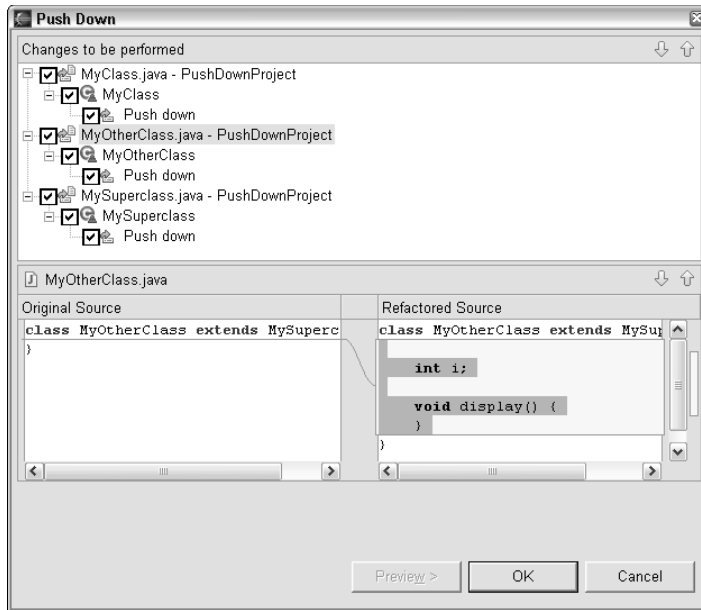 Push Down
Changes to be performed
MyClass.java - PushDownProject
MyClass
Push down
MyOtherClass.java - PushDownProject
MyOtherClass
Push down
MySuperclass.java - PushDownProject
MySuperclass
Push down
J MyOtherClass.java
Original Source
class MyOtherClass extends MySuperc
}
Refactored Source
class MyOtherClass extends MySup
int i;
void display() {
}
}
Preview >
OK
Cancel